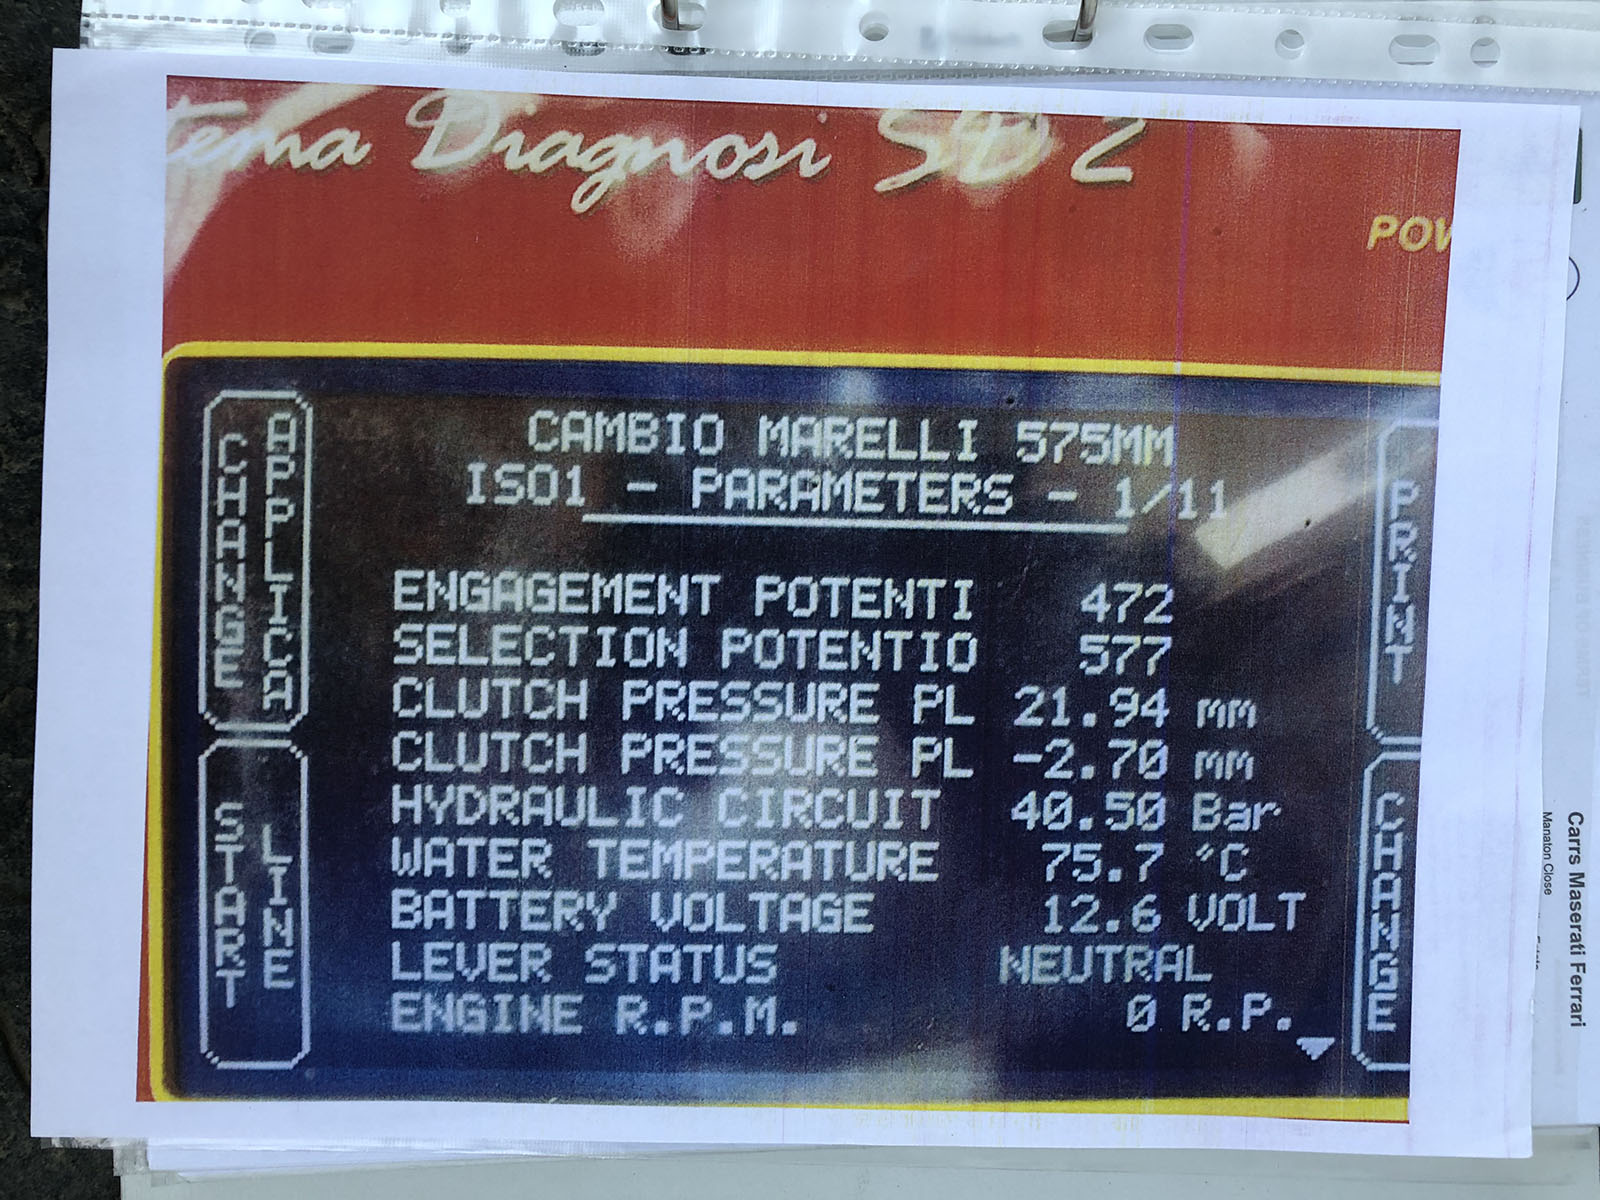 tema Diagnosi SD 2
POW
CHANGE
APPLICA
START
LINE
CAMBIO MARELLI 575MM
ISO1 - PARAMETERS - 1/11
ENGAGEMENT POTENTI 472
SELECTION POTENTIO 577
CLUTCH PRESSURE PL 21.94 mm
CLUTCH PRESSURE PL -2.70 mm
HYDRAULIC CIRCUIT 40.50 Bar
WATER TEMPERATURE 75.7 °C
BATTERY VOLTAGE 12.6 VOLT
LEVER STATUS NEUTRAL
ENGINE R.P.M. 0 R.P.
PRINT
CHANGE
Carrs Maserati Ferrari
Manaton Close